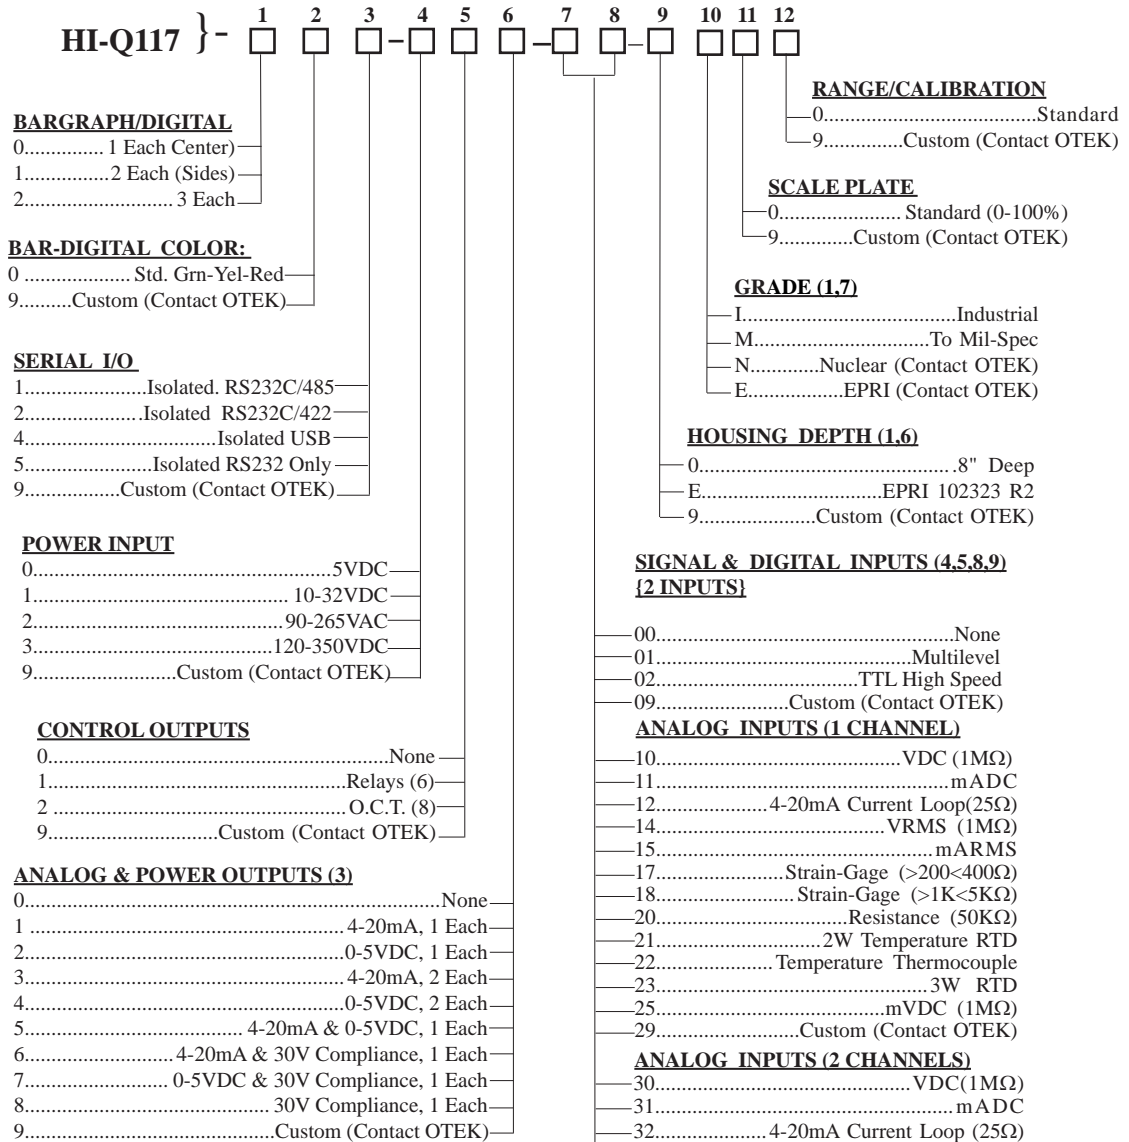 1 2 3 4 5 6 7 8 9 10 11 12
HI-Q117 } - □ □ □ - □ □ □ - □ □ - □ □ □ □
BARGRAPH/DIGITAL
0............... 1 Each Center)
1................2 Each (Sides)
2............................ 3 Each
BAR-DIGITAL COLOR:
0 .................... Std. Grn-Yel-Red
9..........Custom (Contact OTEK)
SERIAL I/O
1.......................Isolated. RS232C/485
2.......................Isolated RS232C/422
4....................................Isolated USB
5........................Isolated RS232 Only
9..................Custom (Contact OTEK)
POWER INPUT
0........................................................5VDC
1................................................ 10-32VDC
2...............................................90-265VAC
3.............................................120-350VDC
9...........................Custom (Contact OTEK)
CONTROL OUTPUTS
0................................................................None
1........................................................Relays (6)
2 .......................................................O.C.T. (8)
9................................Custom (Contact OTEK)
ANALOG & POWER OUTPUTS (3)
0..............................................................................None
1 ........................................................... 4-20mA, 1 Each
2............................................................0-5VDC, 1 Each
3............................................................ 4-20mA, 2 Each
4............................................................0-5VDC, 2 Each
5......................................... 4-20mA & 0-5VDC, 1 Each
6............................4-20mA & 30V Compliance, 1 Each
7........................... 0-5VDC & 30V Compliance, 1 Each
8.............................................. 30V Compliance, 1 Each
9...............................................Custom (Contact OTEK)
RANGE/CALIBRATION
0........................................Standard
9...............Custom (Contact OTEK)
SCALE PLATE
0....................... Standard (0-100%)
9..............Custom (Contact OTEK)
GRADE (1,7)
I.........................................Industrial
M.................................To Mil-Spec
N.............Nuclear (Contact OTEK)
E..................EPRI (Contact OTEK)
HOUSING DEPTH (1,6)
0.................................................8" Deep
E..................................EPRI 102323 R2
9......................Custom (Contact OTEK)
SIGNAL & DIGITAL INPUTS (4,5,8,9)
{2 INPUTS}
00........................................................None
01................................................Multilevel
02......................................TTL High Speed
09.........................Custom (Contact OTEK)
ANALOG INPUTS (1 CHANNEL)
10..............................................VDC (1MΩ)
11.......................................................mADC
12.....................4-20mA Current Loop(25Ω)
14...........................................VRMS (1MΩ)
15.....................................................mARMS
17........................Strain-Gage (>200<400Ω)
18.......................... Strain-Gage (>1K<5KΩ)
20....................................Resistance (50KΩ)
21...............................2W Temperature RTD
22...................... Temperature Thermocouple
23...................................................3W RTD
25...........................................mVDC (1MΩ)
29...........................Custom (Contact OTEK)
ANALOG INPUTS (2 CHANNELS)
30................................................VDC(1MΩ)
31........................................................mADC
32.....................4-20mA Current Loop (25Ω)